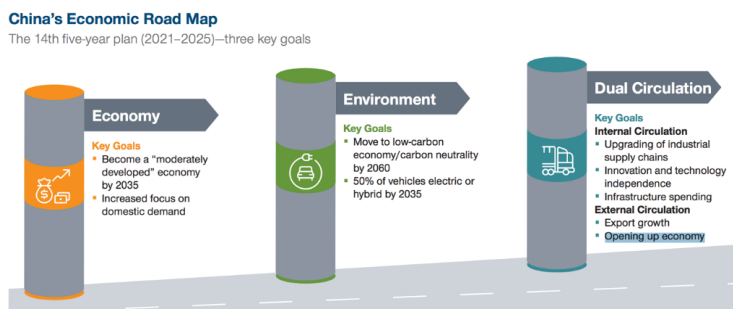 China's Economic Road Map
The 14th five-year plan (2021–2025)—three key goals
Economy
Key Goals
▪ Become a "moderately
developed" economy
by 2035
▪ Increased focus on
domestic demand
Environment
Key Goals
▪ Move to low-carbon
economy/carbon neutrality
by 2060
▪ 50% of vehicles electric or
hybrid by 2035
Dual Circulation
Key Goals
Internal Circulation
▪ Upgrading of industrial
supply chains
▪ Innovation and technology
independence
▪ Infrastructure spending
External Circulation
▪ Export growth
▪ Opening up economy
$